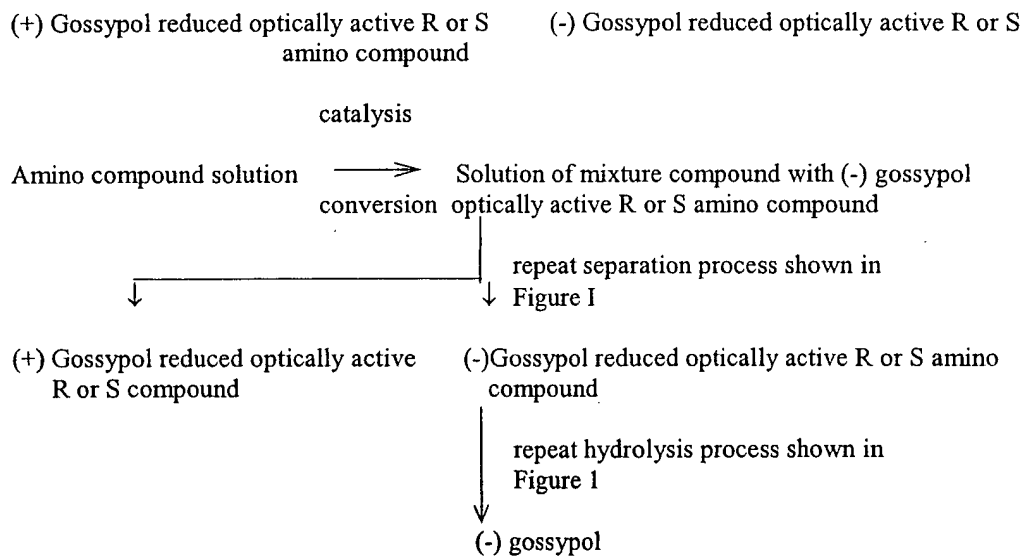 (+) Gossypol reduced optically active R or S (-) Gossypol reduced optically active R or S
amino compound
catalysis
Amino compound solution Solution of mixture compound with (-) gossypol
conversion optically active R or S amino compound
repeat separation process shown in
Figure I
(+) Gossypol reduced optically active (-)Gossypol reduced optically active R or S amino
R or S compound compound
repeat hydrolysis process shown in
Figure 1
(-) gossypol